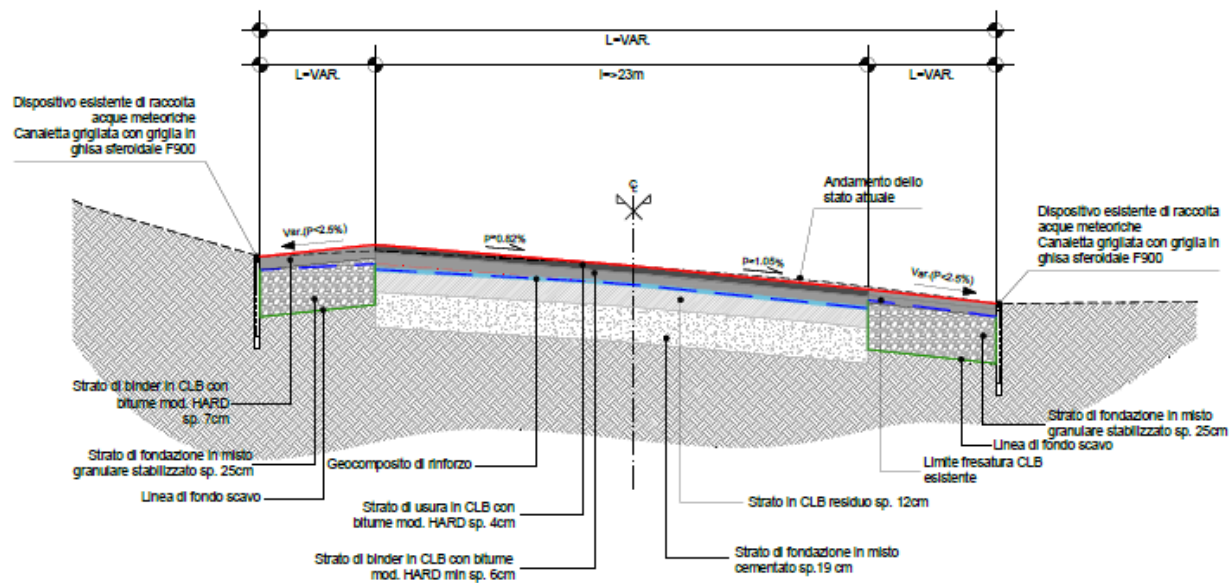 L=VAR.
L=VAR.
l=>23m
L=VAR.
Dispositivo esistente di raccolta
acque meteoriche
Canaletta grigliata con griglia in
ghisa sferoidale F900
Andamento dello
stato attuale
Dispositivo esistente di raccolta
acque meteoriche
Canaletta grigliata con griglia in
ghisa sferoidale F900
Var.(P<2.5%)
P=0.62%
p=1.05%
Var.(P<2.5%)
Strato di binder in CLB con
bitume mod. HARD
sp. 7cm
Strato di fondazione in misto
granulare stabilizzato sp. 25cm
Linea di fondo scavo
Geocomposito di rinforzo
Strato di usura in CLB con
bitume mod. HARD sp. 4cm
Strato di binder in CLB con bitume
mod. HARD min sp. 6cm
Strato di fondazione in misto
granulare stabilizzato sp. 25cm
Linea di fondo scavo
Limite fresatura CLB
esistente
Strato in CLB residuo sp. 12cm
Strato di fondazione in misto
cementato sp.19 cm